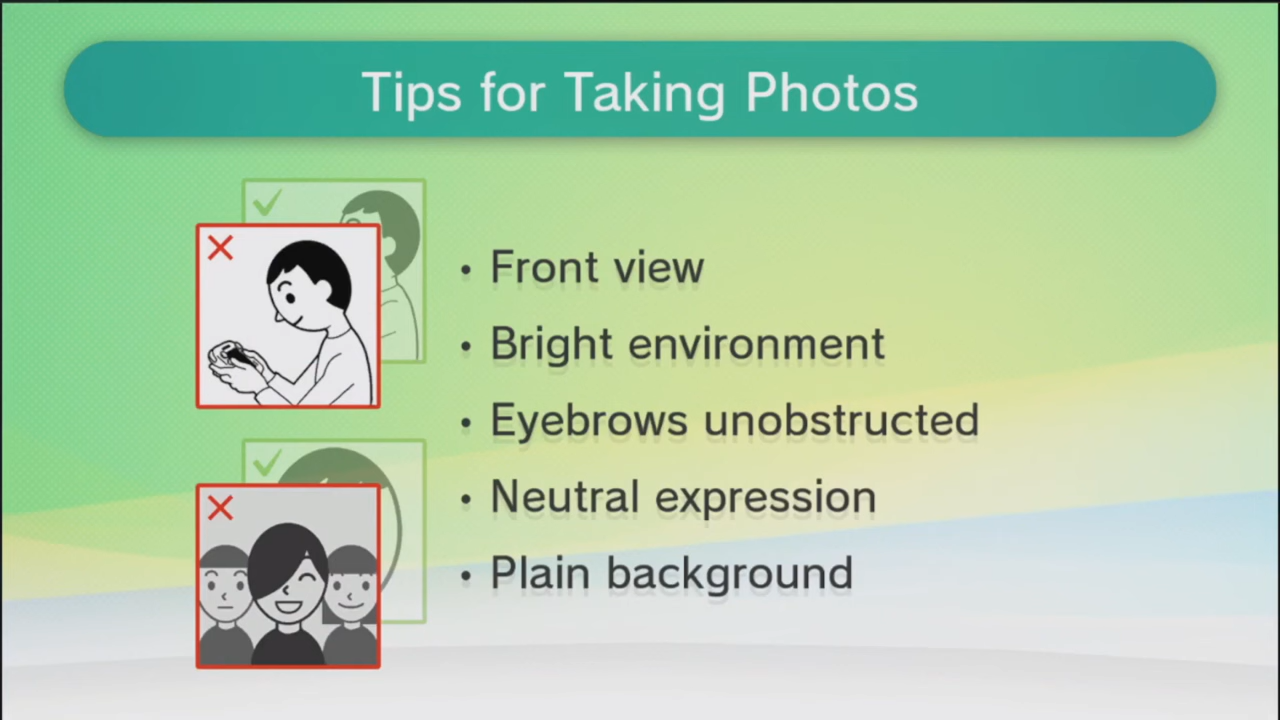 Tips for Taking Photos
• Front view
• Bright environment
• Eyebrows unobstructed
• Neutral expression
• Plain background